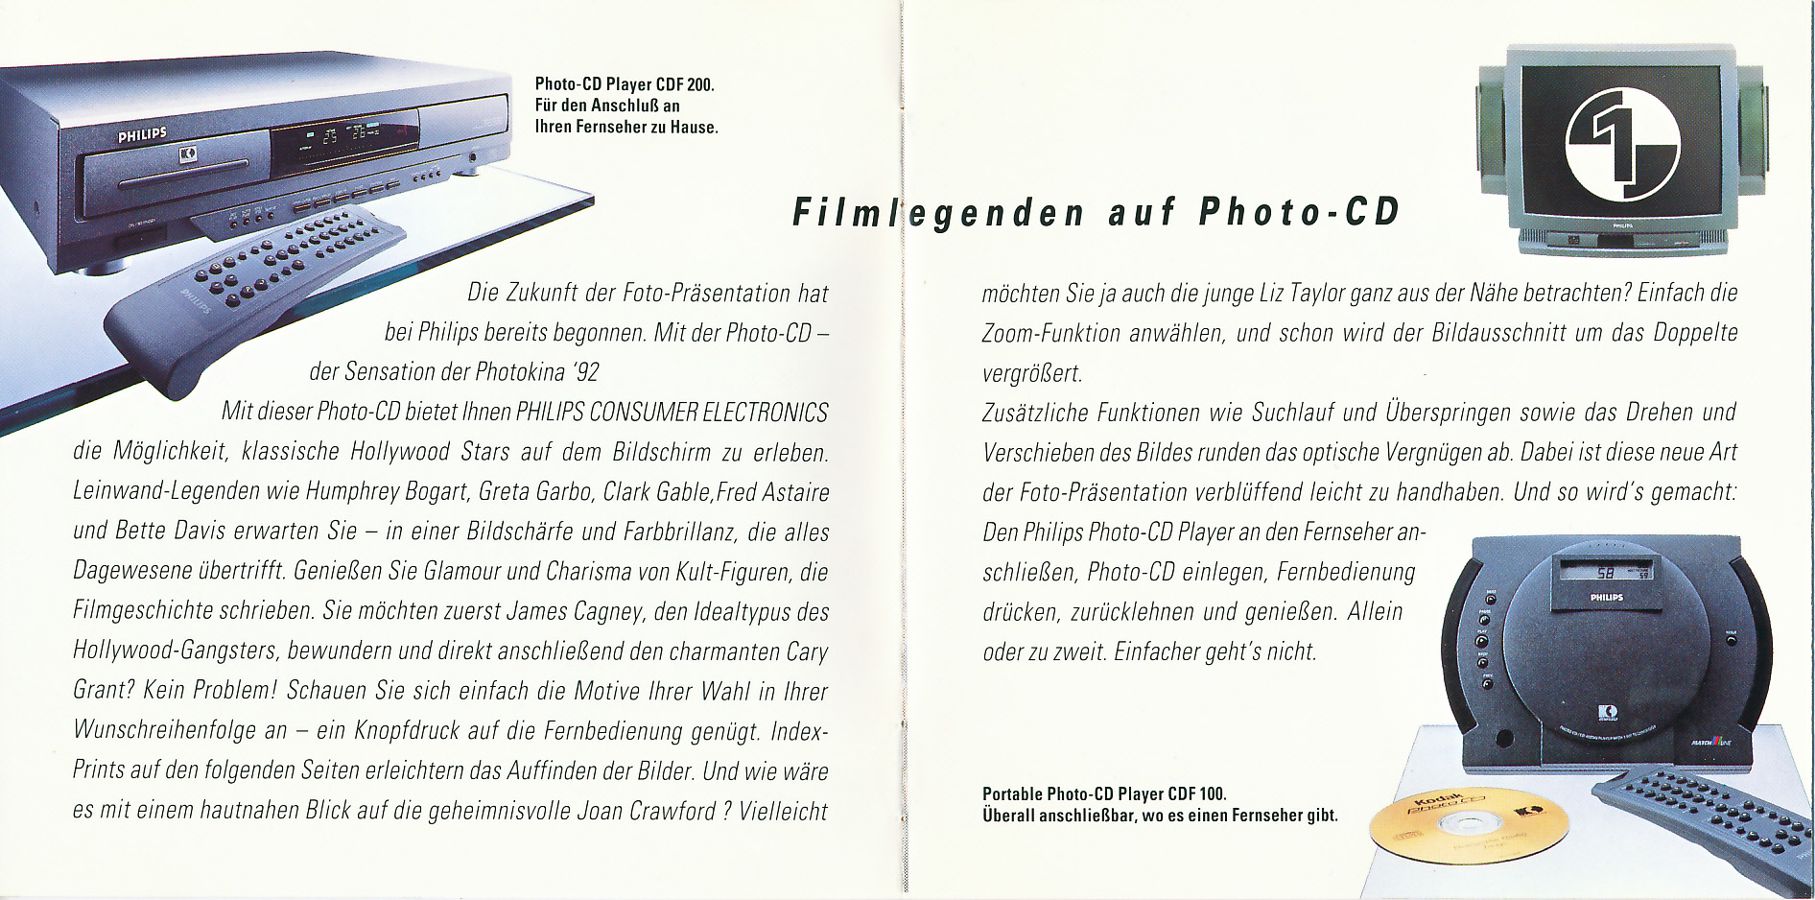 Photo-CD Player CDF 200.
Für den Anschluß an
Ihren Fernseher zu Hause.
PHILIPS
PHILIPS
Filmlegenden auf Photo-CD
Die Zukunft der Foto-Präsentation hat
bei Philips bereits begonnen. Mit der Photo-CD –
der Sensation der Photokina '92
Mit dieser Photo-CD bietet Ihnen PHILIPS CONSUMER ELECTRONICS
die Möglichkeit, klassische Hollywood Stars auf dem Bildschirm zu erleben.
Leinwand-Legenden wie Humphrey Bogart, Greta Garbo, Clark Gable,Fred Astaire
und Bette Davis erwarten Sie – in einer Bildschärfe und Farbbrillanz, die alles
Dagewesene übertrifft. Genießen Sie Glamour und Charisma von Kult-Figuren, die
Filmgeschichte schrieben. Sie möchten zuerst James Cagney, den Idealtypus des
Hollywood-Gangsters, bewundern und direkt anschließend den charmanten Cary
Grant? Kein Problem! Schauen Sie sich einfach die Motive Ihrer Wahl in Ihrer
Wunschreihenfolge an – ein Knopfdruck auf die Fernbedienung genügt. Index-
Prints auf den folgenden Seiten erleichtern das Auffinden der Bilder. Und wie wäre
es mit einem hautnahen Blick auf die geheimnisvolle Joan Crawford ? Vielleicht
1
PHILIPS
möchten Sie ja auch die junge Liz Taylor ganz aus der Nähe betrachten? Einfach die
Zoom-Funktion anwählen, und schon wird der Bildausschnitt um das Doppelte
vergrößert.
Zusätzliche Funktionen wie Suchlauf und Überspringen sowie das Drehen und
Verschieben des Bildes runden das optische Vergnügen ab. Dabei ist diese neue Art
der Foto-Präsentation verblüffend leicht zu handhaben. Und so wird's gemacht:
Den Philips Photo-CD Player an den Fernseher an-
schließen, Photo-CD einlegen, Fernbedienung
drücken, zurücklehnen und genießen. Allein
oder zu zweit. Einfacher geht's nicht.
58
PHILIPS
MATCH LINE
Portable Photo-CD Player CDF 100.
Überall anschließbar, wo es einen Fernseher gibt.
Kodak
Photo CD
PHILIPS